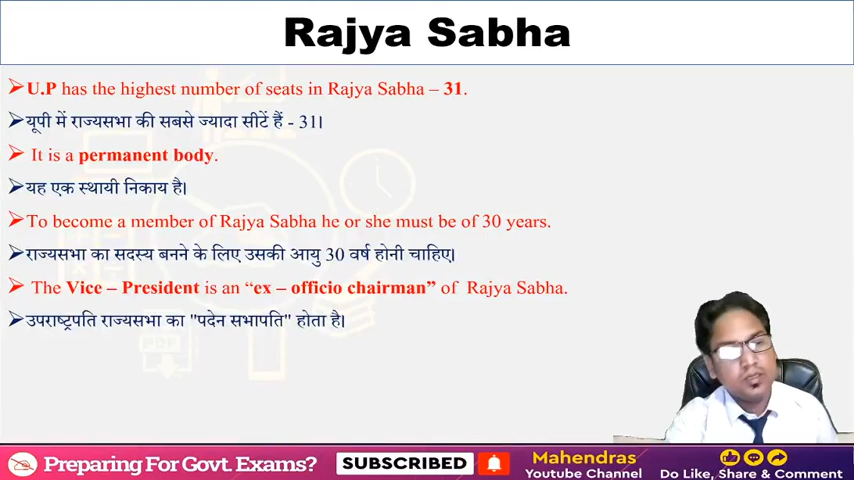 Rajya Sabha
➢U.P has the highest number of seats in Rajya Sabha – 31.
➢यूपी में राज्यसभा की सबसे ज्यादा सीटें हैं - 31।
➢ It is a permanent body.
➢यह एक स्थायी निकाय है।
➢To become a member of Rajya Sabha he or she must be of 30 years.
➢राज्यसभा का सदस्य बनने के लिए उसकी आयु 30 वर्ष होनी चाहिए।
➢ The Vice – President is an “ex – officio chairman” of Rajya Sabha.
➢उपराष्ट्रपति राज्यसभा का "पदेन सभापति" होता है।
Preparing For Govt. Exams?
SUBSCRIBED
Mahendras
Youtube Channel
Do Like, Share & Comment